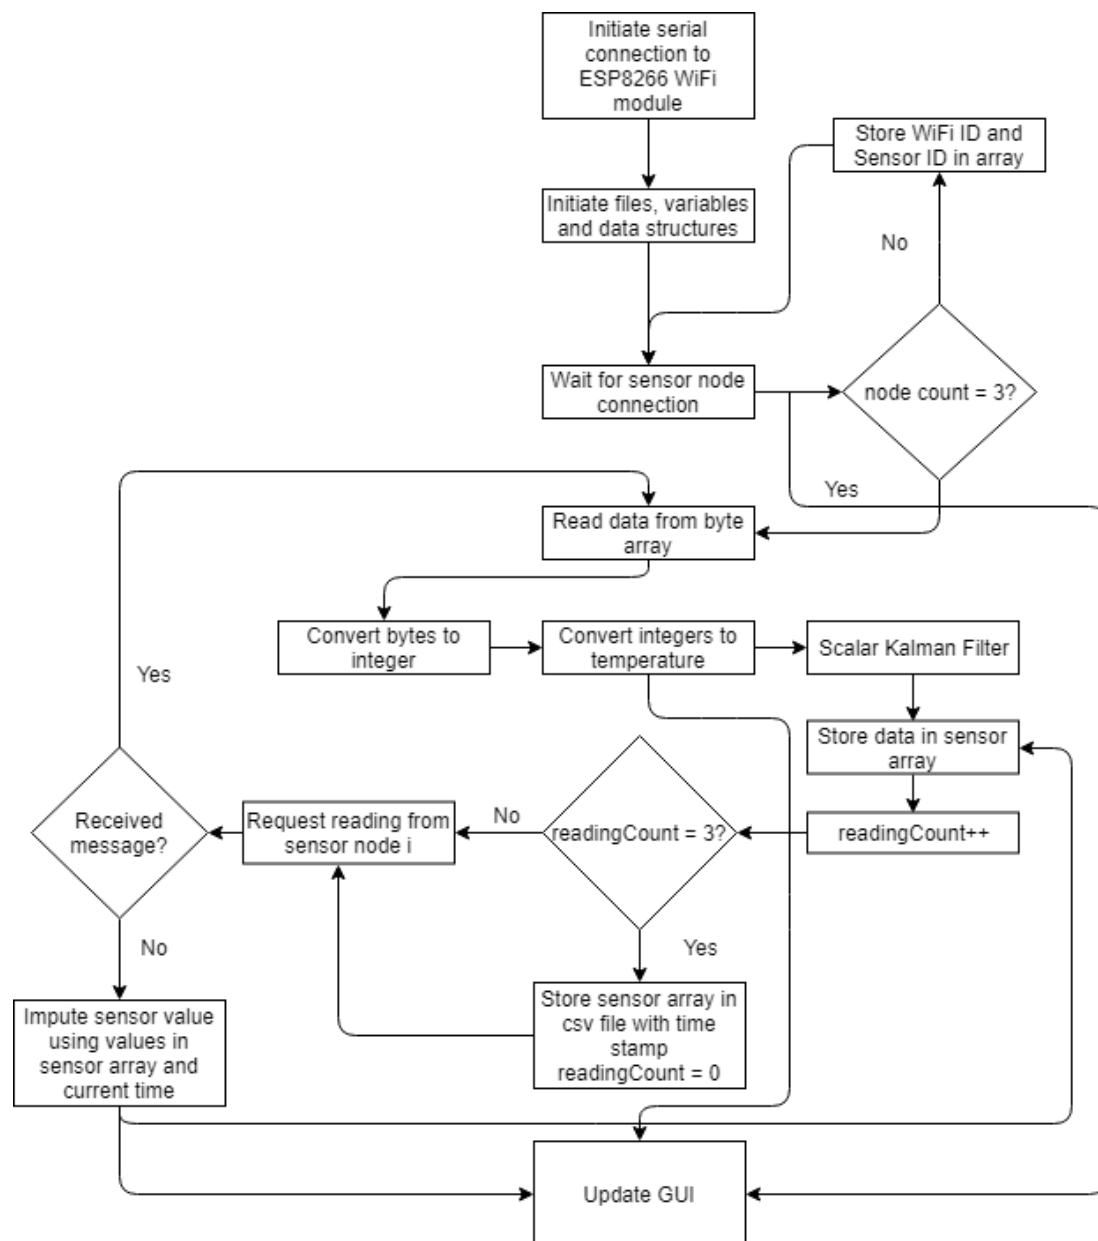 Initiate serial
connection to
ESP8266 WiFi
module
Store WiFi ID and
Sensor ID in array
Initiate files, variables
and data structures
No
Wait for sensor node
connection
node count = 3?
Yes
Read data from byte
array
Convert bytes to
integer
Convert integers to
temperature
Scalar Kalman Filter
Yes
Store data in sensor
array
Received
message?
Request reading from
sensor node i
No
readingCount = 3?
readingCount++
No
Yes
Impute sensor value
using values in
sensor array and
current time
Store sensor array in
csv file with time
stamp
readingCount = 0
Update GUI